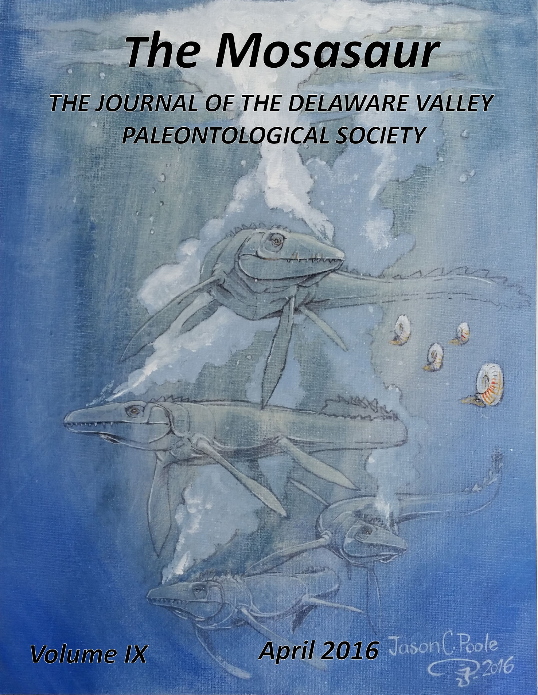 The Mosasaur
THE JOURNAL OF THE DELAWARE VALLEY
PALEONTOLOGICAL SOCIETY
Volume IX
April 2016
Jason C. Poole
2016